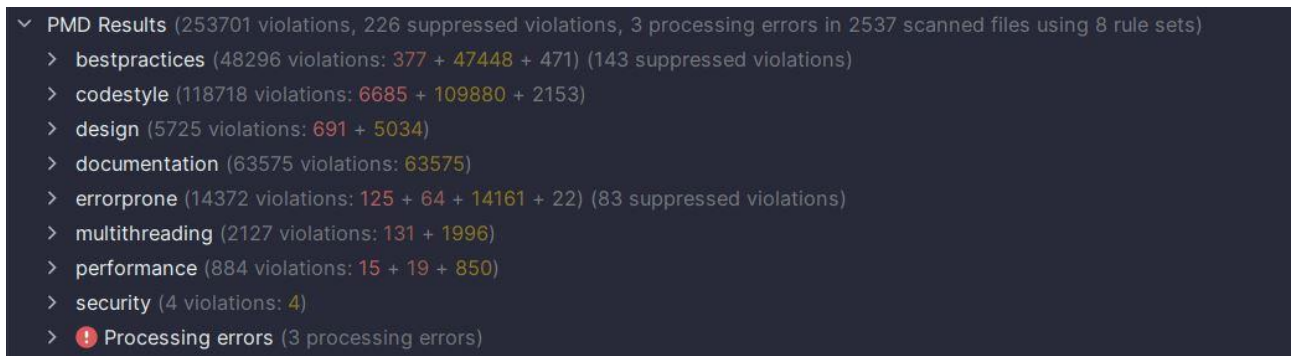 PMD Results (253701 violations, 226 suppressed violations, 3 processing errors in 2537 scanned files using 8 rule sets)
bestpractices (48296 violations: 377 + 47448 + 471) (143 suppressed violations)
codestyle (118718 violations: 6685 + 109880 + 2153)
design (5725 violations: 691 + 5034)
documentation (63575 violations: 63575)
errorprone (14372 violations: 125 + 64 + 14161 + 22) (83 suppressed violations)
multithreading (2127 violations: 131 + 1996)
performance (884 violations: 15 + 19 + 850)
security (4 violations: 4)
Processing errors (3 processing errors)